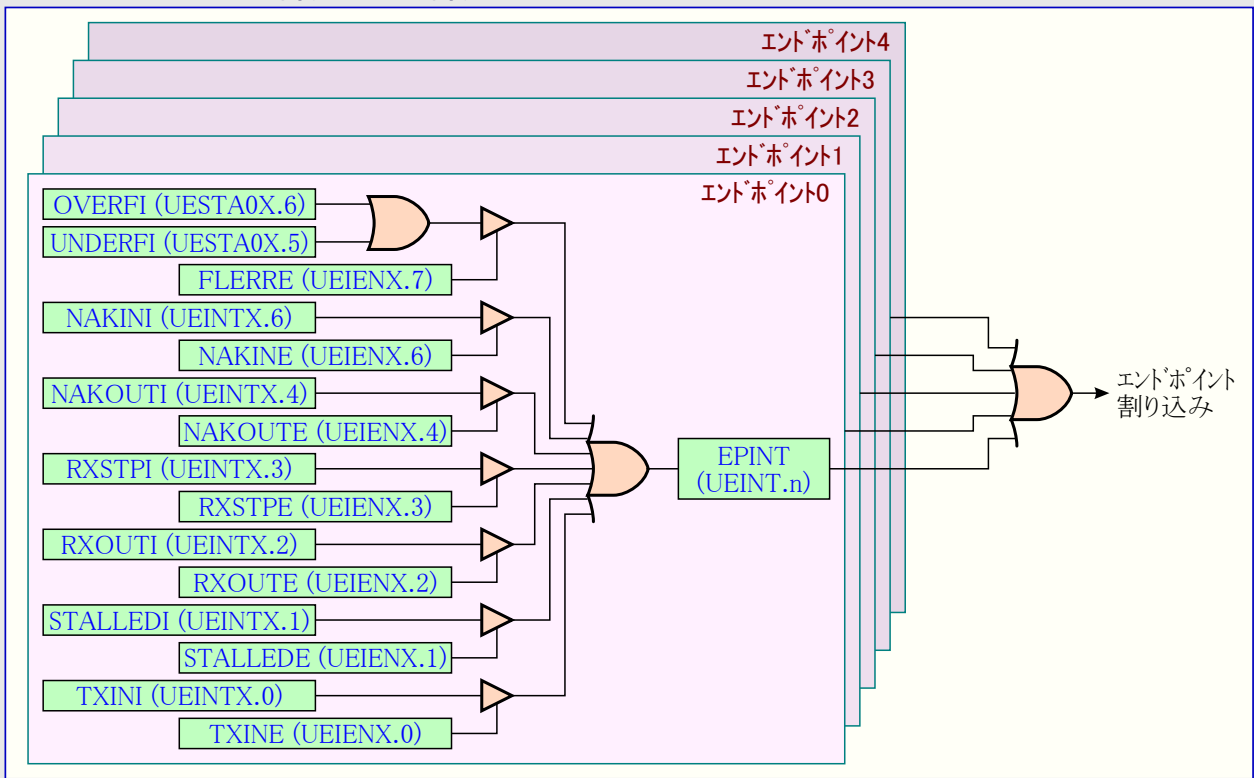 エンドポイント4
エンドポイント3
エンドポイント2
エンドポイント1
エンドポイント0
OVERFI (UESTA0X.6)
UNDERFI (UESTA0X.5)
FLERRE (UEIENX.7)
NAKINI (UEINTX.6)
NAKINE (UEIENX.6)
NAKOUTI (UEINTX.4)
NAKOUTE (UEIENX.4)
RXSTPI (UEINTX.3)
RXSTPE (UEIENX.3)
RXOUTI (UEINTX.2)
RXOUTE (UEIENX.2)
STALLEDI (UEINTX.1)
STALLEDE (UEIENX.1)
TXINI (UEINTX.0)
TXINE (UEIENX.0)
EPINT
(UEINT.n)
エンドポイント
割り込み